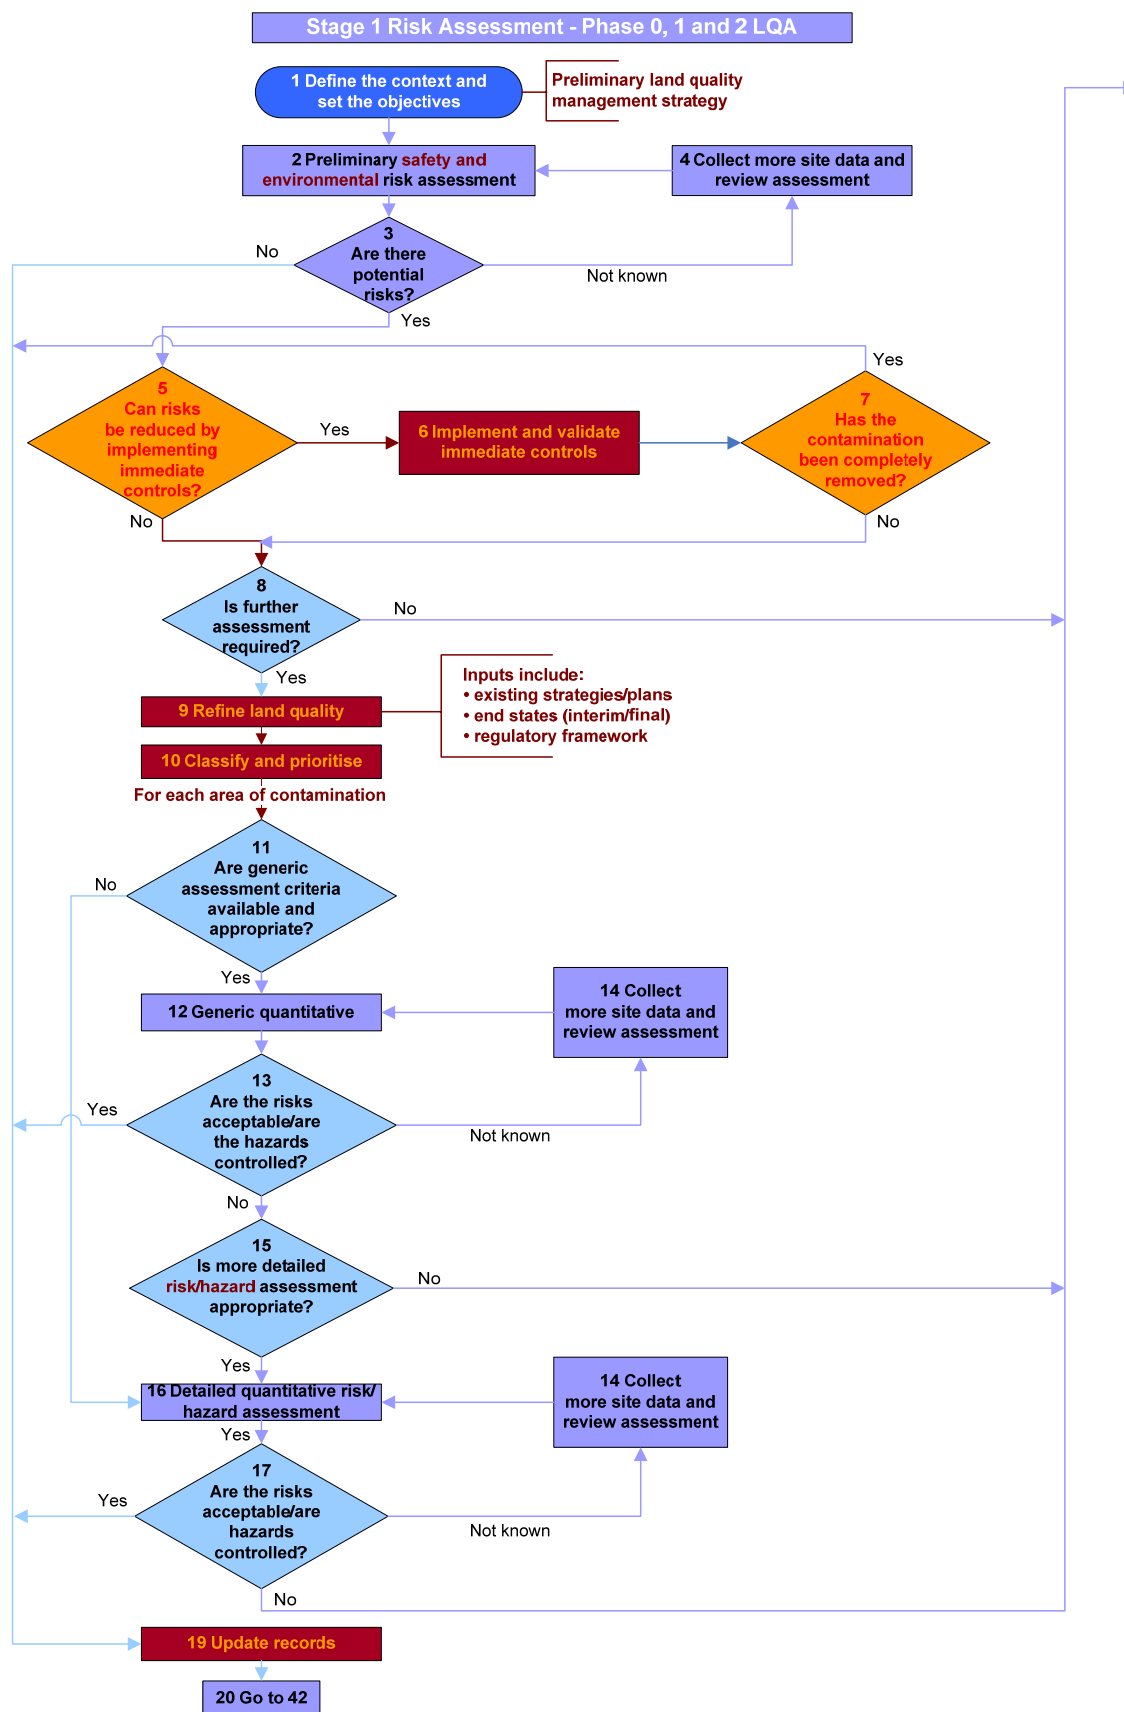 Stage 1 Risk Assessment - Phase 0, 1 and 2 LQA
1 Define the context and
set the objectives
Preliminary land quality
management strategy
2 Preliminary safety and
environmental risk assessment
4 Collect more site data and
review assessment
3
Are there
potential
risks?
No
Not known
Yes
5
Can risks
be reduced by
implementing
immediate
controls?
Yes
6 Implement and validate
immediate controls
7
Has the
contamination
been completely
removed?
Yes
No
No
8
Is further
assessment
required?
No
Yes
9 Refine land quality
Inputs include:
• existing strategies/plans
• end states (interim/final)
• regulatory framework
10 Classify and prioritise
For each area of contamination
11
Are generic
assessment criteria
available and
appropriate?
No
Yes
12 Generic quantitative
14 Collect
more site data and
review assessment
13
Are the risks
acceptable/are
the hazards
controlled?
Yes
Not known
No
15
Is more detailed
risk/hazard assessment
appropriate?
No
Yes
16 Detailed quantitative risk/
hazard assessment
14 Collect
more site data and
review assessment
Yes
17
Are the risks
acceptable/are
hazards
controlled?
Yes
Not known
No
19 Update records
20 Go to 42